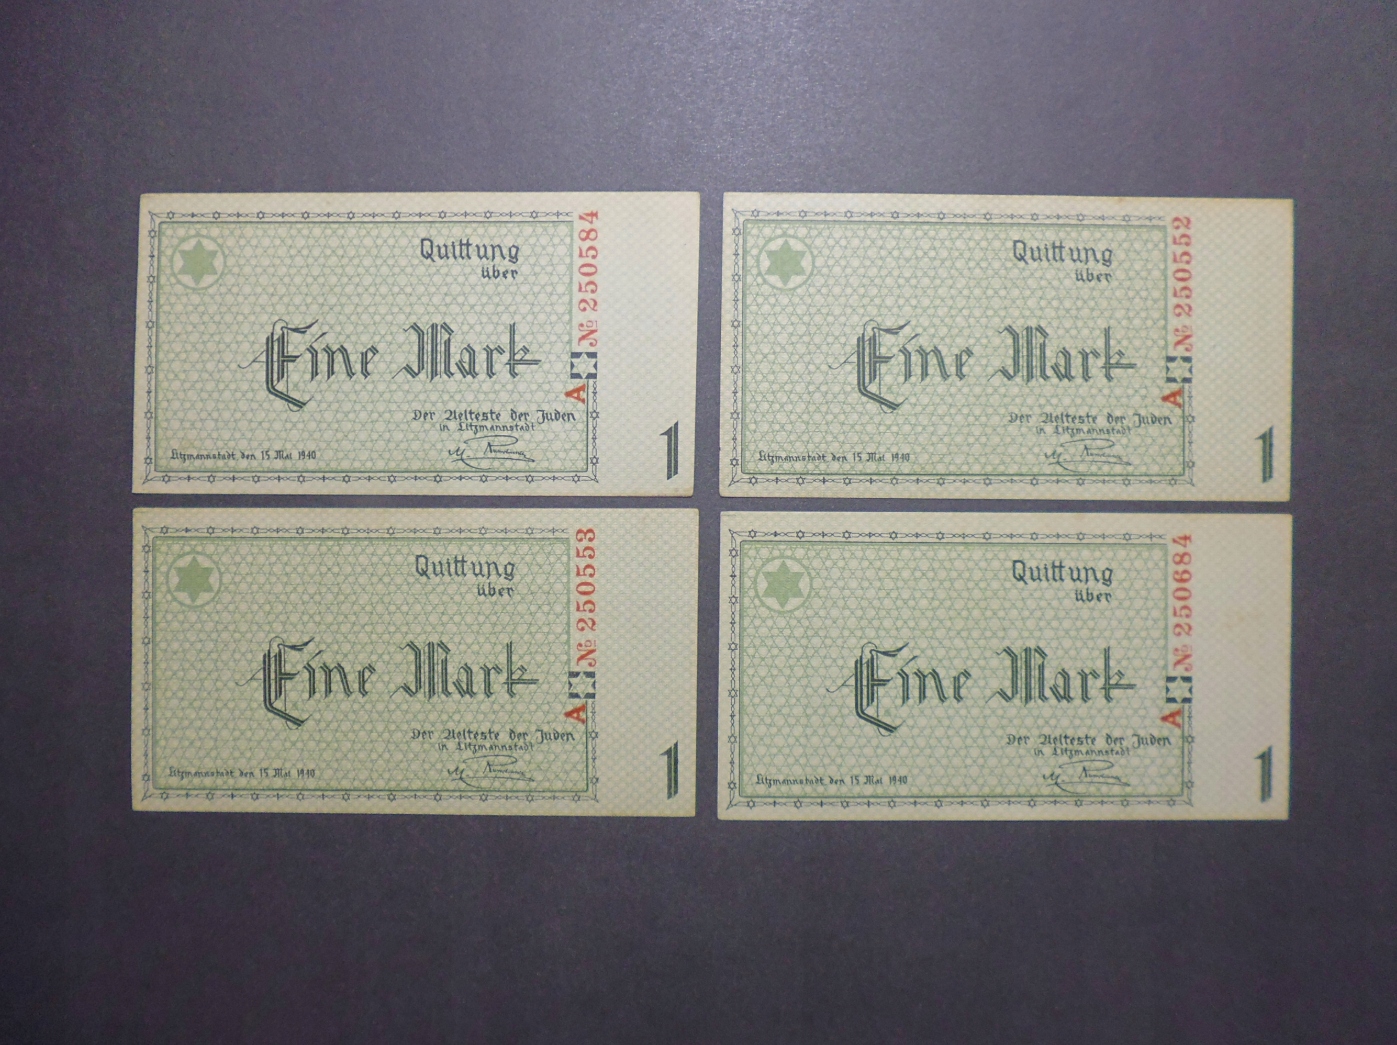 Quittung
über
Eine Mark
Der Aelteste der Juden
in Litzmannstadt
Litzmannstadt den 15 Mai 1940
A № 250584
1
Quittung
über
Eine Mark
Der Aelteste der Juden
in Litzmannstadt
Litzmannstadt den 15 Mai 1940
A № 250552
1
Quittung
über
Eine Mark
Der Aelteste der Juden
in Litzmannstadt
Litzmannstadt den 15 Mai 1940
A № 250553
1
Quittung
über
Eine Mark
Der Aelteste der Juden
in Litzmannstadt
Litzmannstadt den 15 Mai 1940
A № 250684
1